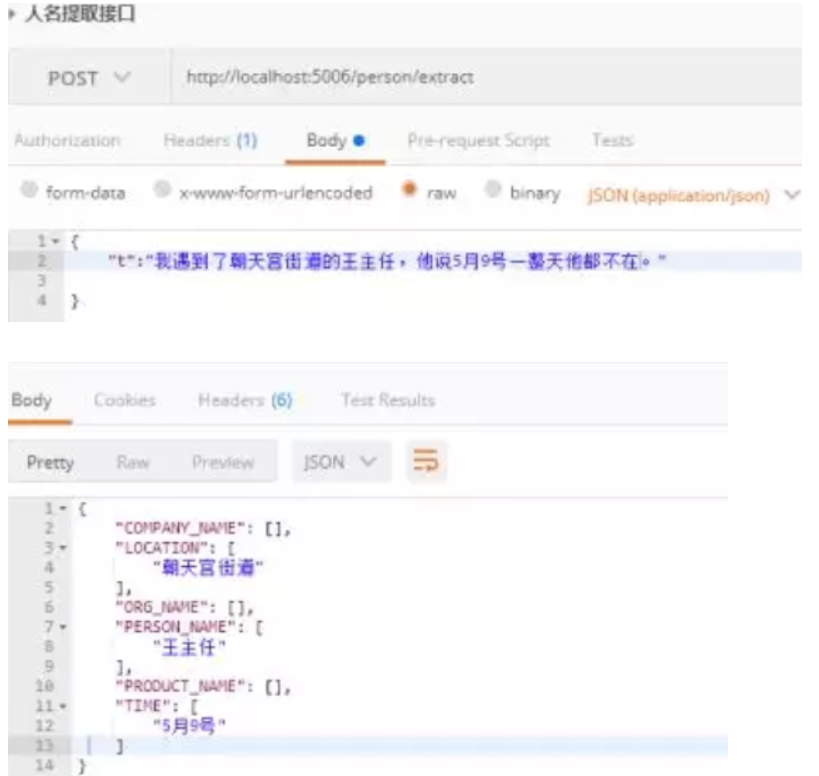 人名提取接口
POST http://localhost:5006/person/extract
Authorization Headers (1) Body Pre-request Script Tests
form-data x-www-form-urlencoded raw binary JSON (application/json)
1 {
2 "t":"我遇到了朝天宫街道的王主任，他说5月9号一整天他都不在。"
3
4 }
Body Cookies Headers (6) Test Results
Pretty Raw Preview JSON
1 {
2 "COMPANY_NAME": [],
3 "LOCATION": [
4 "朝天宫街道"
5 ],
6 "ORG_NAME": [],
7 "PERSON_NAME": [
8 "王主任"
9 ],
10 "PRODUCT_NAME": [],
11 "TIME": [
12 "5月9号"
13 ]
14 }